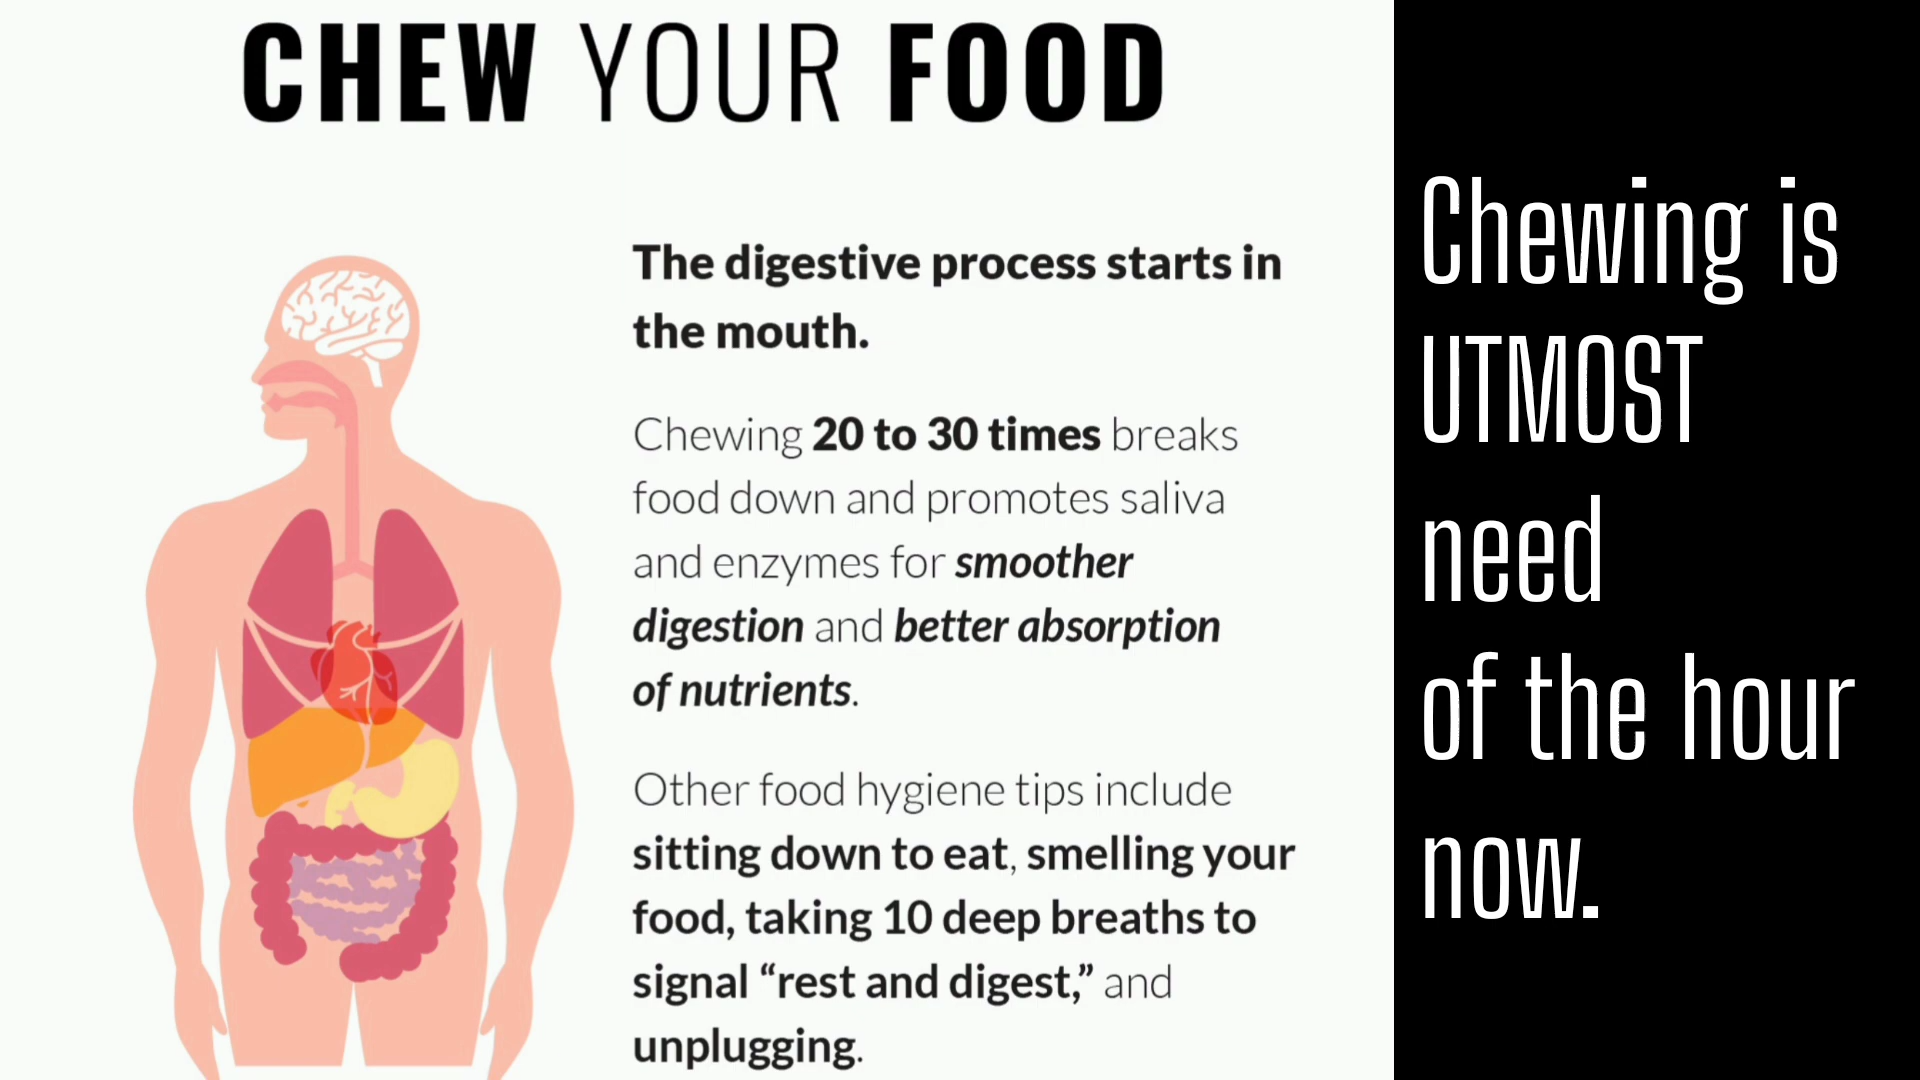 CHEW YOUR FOOD
The digestive process starts in
the mouth.
Chewing 20 to 30 times breaks
food down and promotes saliva
and enzymes for smoother
digestion and better absorption
of nutrients.
Other food hygiene tips include
sitting down to eat, smelling your
food, taking 10 deep breaths to
signal “rest and digest,” and
unplugging.
Chewing is
UTMOST
need
of the hour
now.